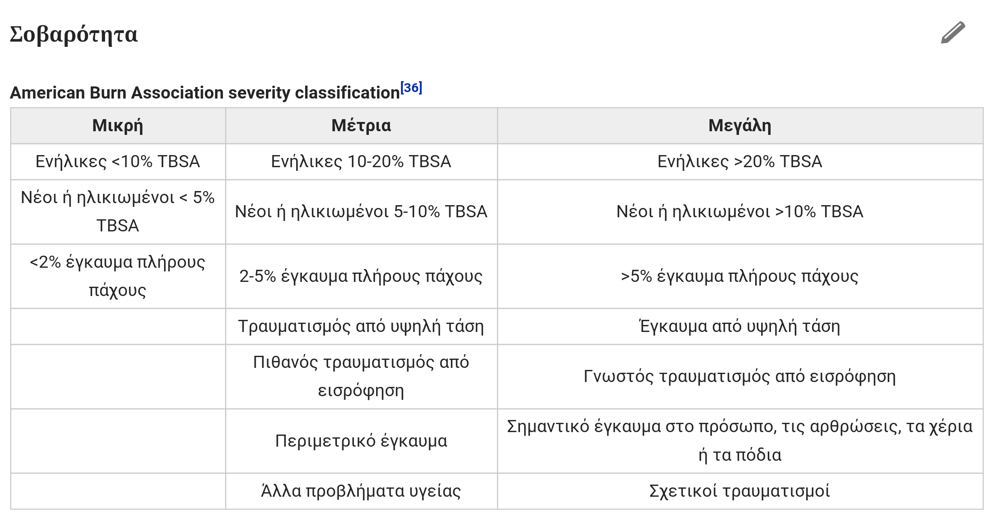 Σοβαρότητα
American Burn Association severity classification[36]
Μικρή Μέτρια Μεγάλη
Ενήλικες <10% TBSA Ενήλικες 10-20% TBSA Ενήλικες >20% TBSA
Νέοι ή ηλικιωμένοι < 5%
TBSA
Νέοι ή ηλικιωμένοι 5-10% TBSA
Νέοι ή ηλικιωμένοι >10% TBSA
<2% έγκαυμα πλήρους
πάχους
2-5% έγκαυμα πλήρους πάχους
>5% έγκαυμα πλήρους πάχους
Τραυματισμός από υψηλή τάση Έγκαυμα από υψηλή τάση
Πιθανός τραυματισμός από
εισρόφηση
Γνωστός τραυματισμός από εισρόφηση
Περιμετρικό έγκαυμα
Σημαντικό έγκαυμα στο πρόσωπο, τις αρθρώσεις, τα χέρια
ή τα πόδια
Άλλα προβλήματα υγείας Σχετικοί τραυματισμοί